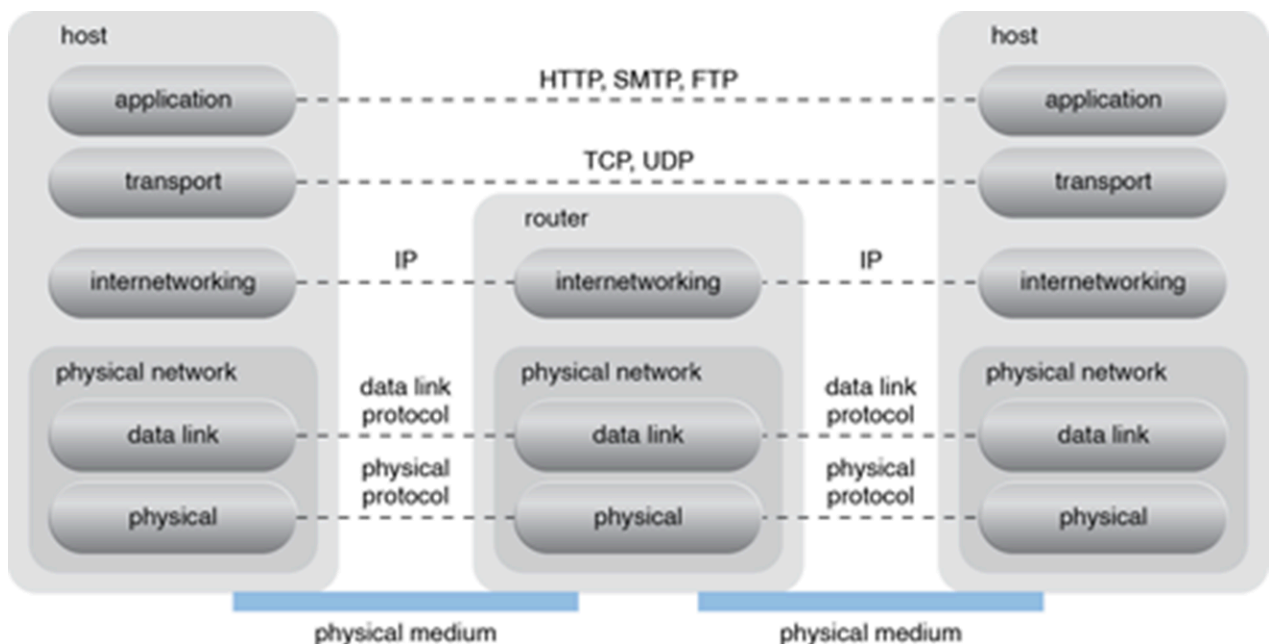 host
host
application
HTTP, SMTP, FTP
application
transport
TCP, UDP
transport
router
internetworking
IP
internetworking
IP
internetworking
physical network
physical network
physical network
data link
protocol
data link
protocol
data link
data link
data link
physical
protocol
physical
protocol
physical
physical
physical
physical medium
physical medium